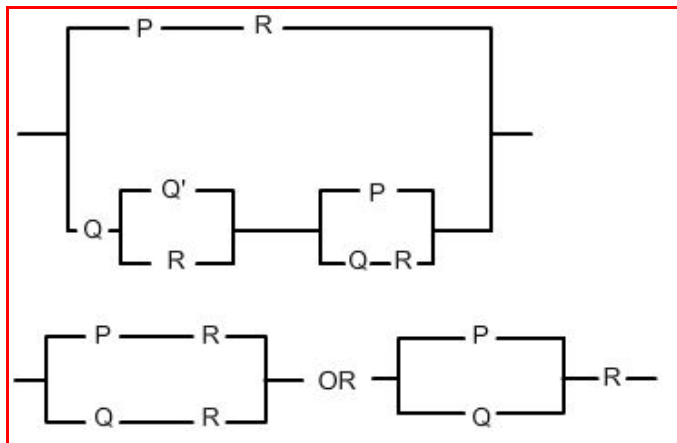 P R
Q Q' P
R Q R
P R OR P R
Q R Q